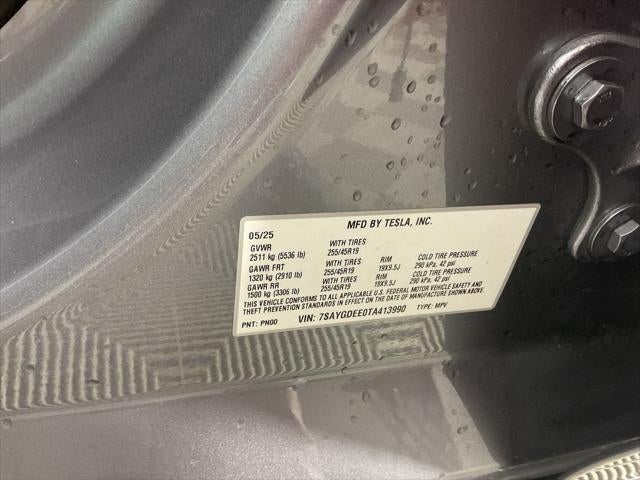 MFD BY TESLA, INC.
05/25
GVWR WITH TIRES
2511 kg (5536 lb) 255/45R19 RIM COLD TIRE PRESSURE
GAWR FRT WITH TIRES 19X9.5J 290 kPa, 42 psi
1320 kg (2910 lb) 255/45R19 RIM COLD TIRE PRESSURE
GAWR RR WITH TIRES 19X9.5J 290 kPa, 42 psi
1500 kg (3306 lb) 255/45R19
THIS VEHICLE CONFORMS TO ALL APPLICABLE U.S. FEDERAL MOTOR VEHICLE SAFETY AND
THEFT PREVENTION STANDARDS IN EFFECT ON THE DATE OF MANUFACTURE SHOWN ABOVE.
PNT: PN00 VIN: 7SAYGDEE0TA413990 TYPE: MPV